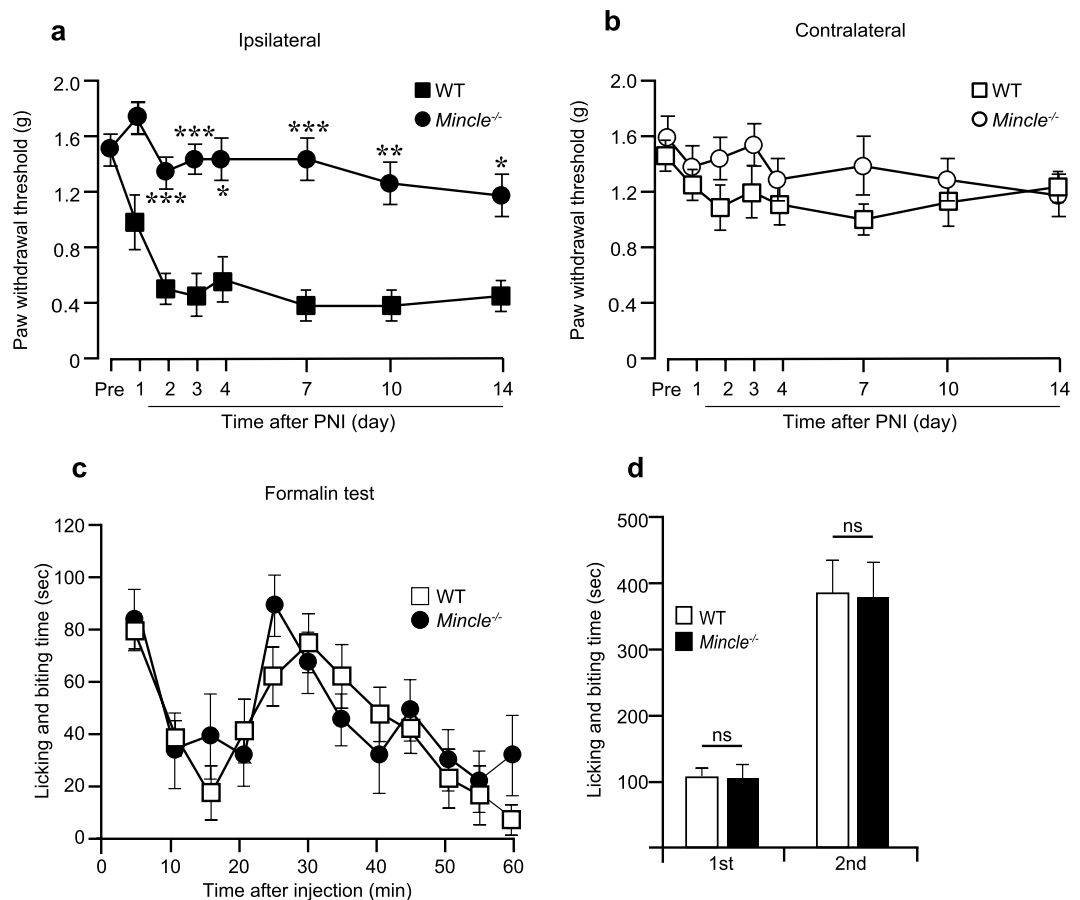 a
Ipsilateral
Paw withdrawal threshold (g)
2.0
1.6
1.2
0.8
0.4
0
WT
Mincle-/-
***
***
***
*
**
*
Pre 1 2 3 4 7 10 14
Time after PNI (day)
b
Contralateral
Paw withdrawal threshold (g)
2.0
1.6
1.2
0.8
0.4
0
WT
Mincle-/-
Pre 1 2 3 4 7 10 14
Time after PNI (day)
c
Formalin test
Licking and biting time (sec)
120
100
80
60
40
20
0
WT
Mincle-/-
0 10 20 30 40 50 60
Time after injection (min)
d
Licking and biting time (sec)
500
400
300
200
100
WT
Mincle-/-
ns
ns
1st 2nd